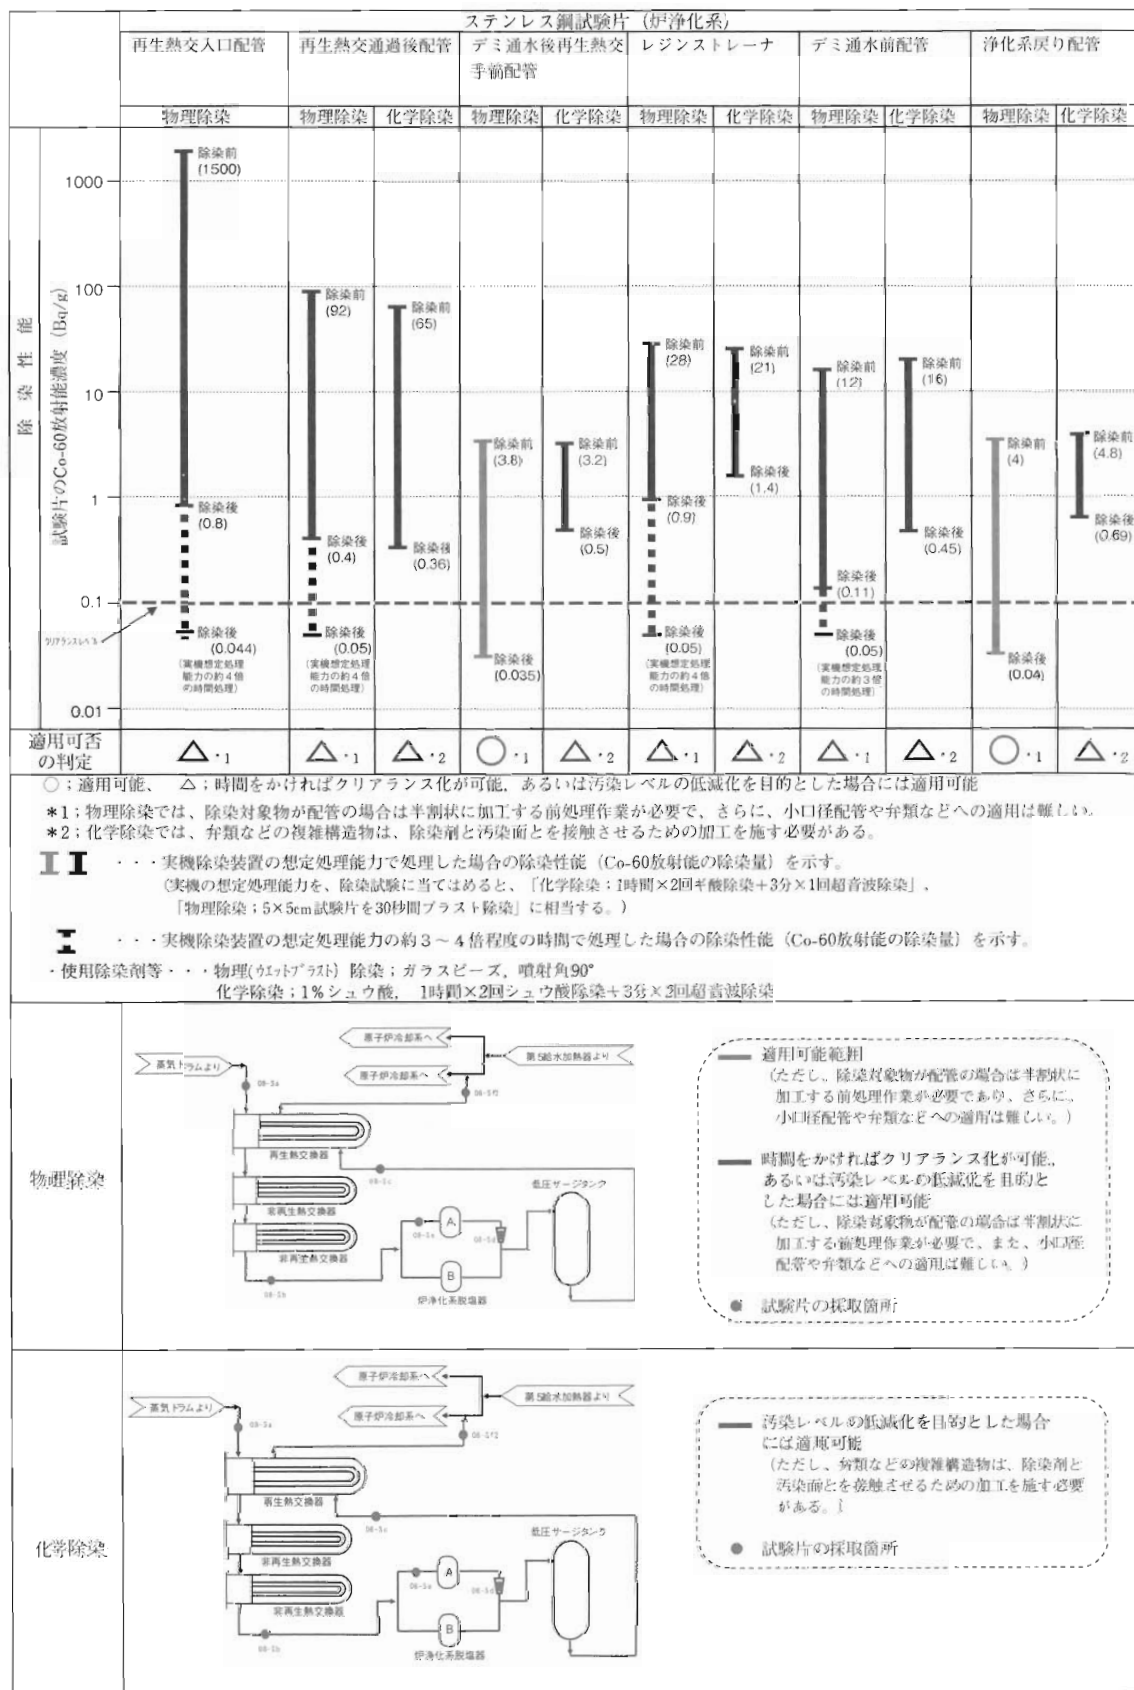 ステンレス鋼試験片（炉浄化系）
再生熱交入口配管
再生熱交通過後配管
デミ通水後再生熱交
手前配管
レジンストレーナ
デミ通水前配管
浄化系戻り配管
物理除染
物理除染
化学除染
物理除染
化学除染
物理除染
化学除染
物理除染
化学除染
物理除染
化学除染
除染性能
試験片のCo-60放射能濃度（Bq/g）
1000
100
10
1
0.1
0.01
クリアランスレベル
除染前
(1500)
除染後
(0.8)
除染後
(0.044)
(実機想定処理
能力の約4倍
の時間処理)
除染前
(92)
除染後
(0.4)
除染後
(0.05)
(実機想定処理
能力の約4倍
の時間処理)
除染前
(65)
除染後
(0.36)
除染前
(3.8)
除染後
(0.035)
除染前
(3.2)
除染後
(0.5)
除染前
(28)
除染後
(0.9)
除染後
(0.05)
(実機想定処理
能力の約4倍
の時間処理)
除染前
(21)
除染後
(1.4)
除染前
(12)
除染後
(0.11)
除染後
(0.05)
(実機想定処理
能力の約3倍
の時間処理)
除染前
(16)
除染後
(0.45)
除染前
(4)
除染後
(0.04)
除染前
(4.8)
除染後
(0.69)
適用可否
の判定
△*1
△*1
△*2
○*1
△*2
△*1
△*2
△*1
△*2
○*1
△*2
○；適用可能、　△；時間をかければクリアランス化が可能、あるいは汚染レベルの低減化を目的とした場合には適用可能
*1；物理除染では、除染対象物が配管の場合は半割状に加工する前処理作業が必要で、さらに、小口径配管や弁類などへの適用は難しい。
*2；化学除染では、弁類などの複雑構造物は、除染剤と汚染面とを接触させるための加工を施す必要がある。
・・・実機除染装置の想定処理能力で処理した場合の除染性能（Co-60放射能の除染量）を示す。
（実機の想定処理能力を、除染試験に当てはめると、「化学除染；1時間×2回ギ酸除染＋3分×1回超音波除染」、
「物理除染；5×5cm試験片を30秒間ブラスト除染」に相当する。）
・・・実機除染装置の想定処理能力の約３～４倍程度の時間で処理した場合の除染性能（Co-60放射能の除染量）を示す。
・使用除染剤等・・・物理(ウエットブラスト) 除染；ガラスビーズ，噴射角90°
化学除染；1％シュウ酸，　1時間×2回シュウ酸除染＋3分×2回超音波除染
物理除染
原子炉冷却系へ
蒸気ドラムより
第5給水加熱器より
原子炉冷却系へ
08-5a
08-5f1
再生熱交換器
08-5c
非再生熱交換器
低圧サージタンク
A
非再生熱交換器
B
08-5b
炉浄化系脱塩器
適用可能範囲
（ただし、除染対象物が配管の場合は半割状に
加工する前処理作業が必要であり、さらに、
小口径配管や弁類などへの適用は難しい。）
時間をかければクリアランス化が可能、
あるいは汚染レベルの低減化を目的と
した場合には適用可能
（ただし、除染対象物が配管の場合は半割状に
加工する前処理作業が必要で、また、小口径
配管や弁類などへの適用は難しい。）
試験片の採取箇所
化学除染
原子炉冷却系へ
蒸気ドラムより
第5給水加熱器より
08-5a
原子炉冷却系へ
08-5f2
再生熱交換器
08-5c
低圧サージタンク
非再生熱交換器
A
非再生熱交換器
B
08-5b
炉浄化系脱塩器
汚染レベルの低減化を目的とした場合
には適用可能
（ただし、弁類などの複雑構造物は、除染剤と
汚染面とを接触させるための加工を施す必要
がある。）
試験片の採取箇所